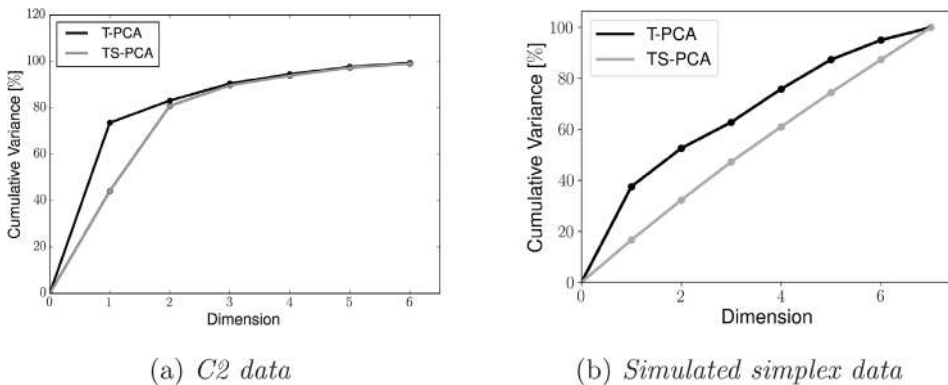 120
100
80
60
40
20
0
Cumulative Variance [%]
T-PCA
TS-PCA
0 1 2 3 4 5 6
Dimension
(a) C2 data
100
80
60
40
20
0
Cumulative Variance [%]
T-PCA
TS-PCA
0 2 4 6
Dimension
(b) Simulated simplex data